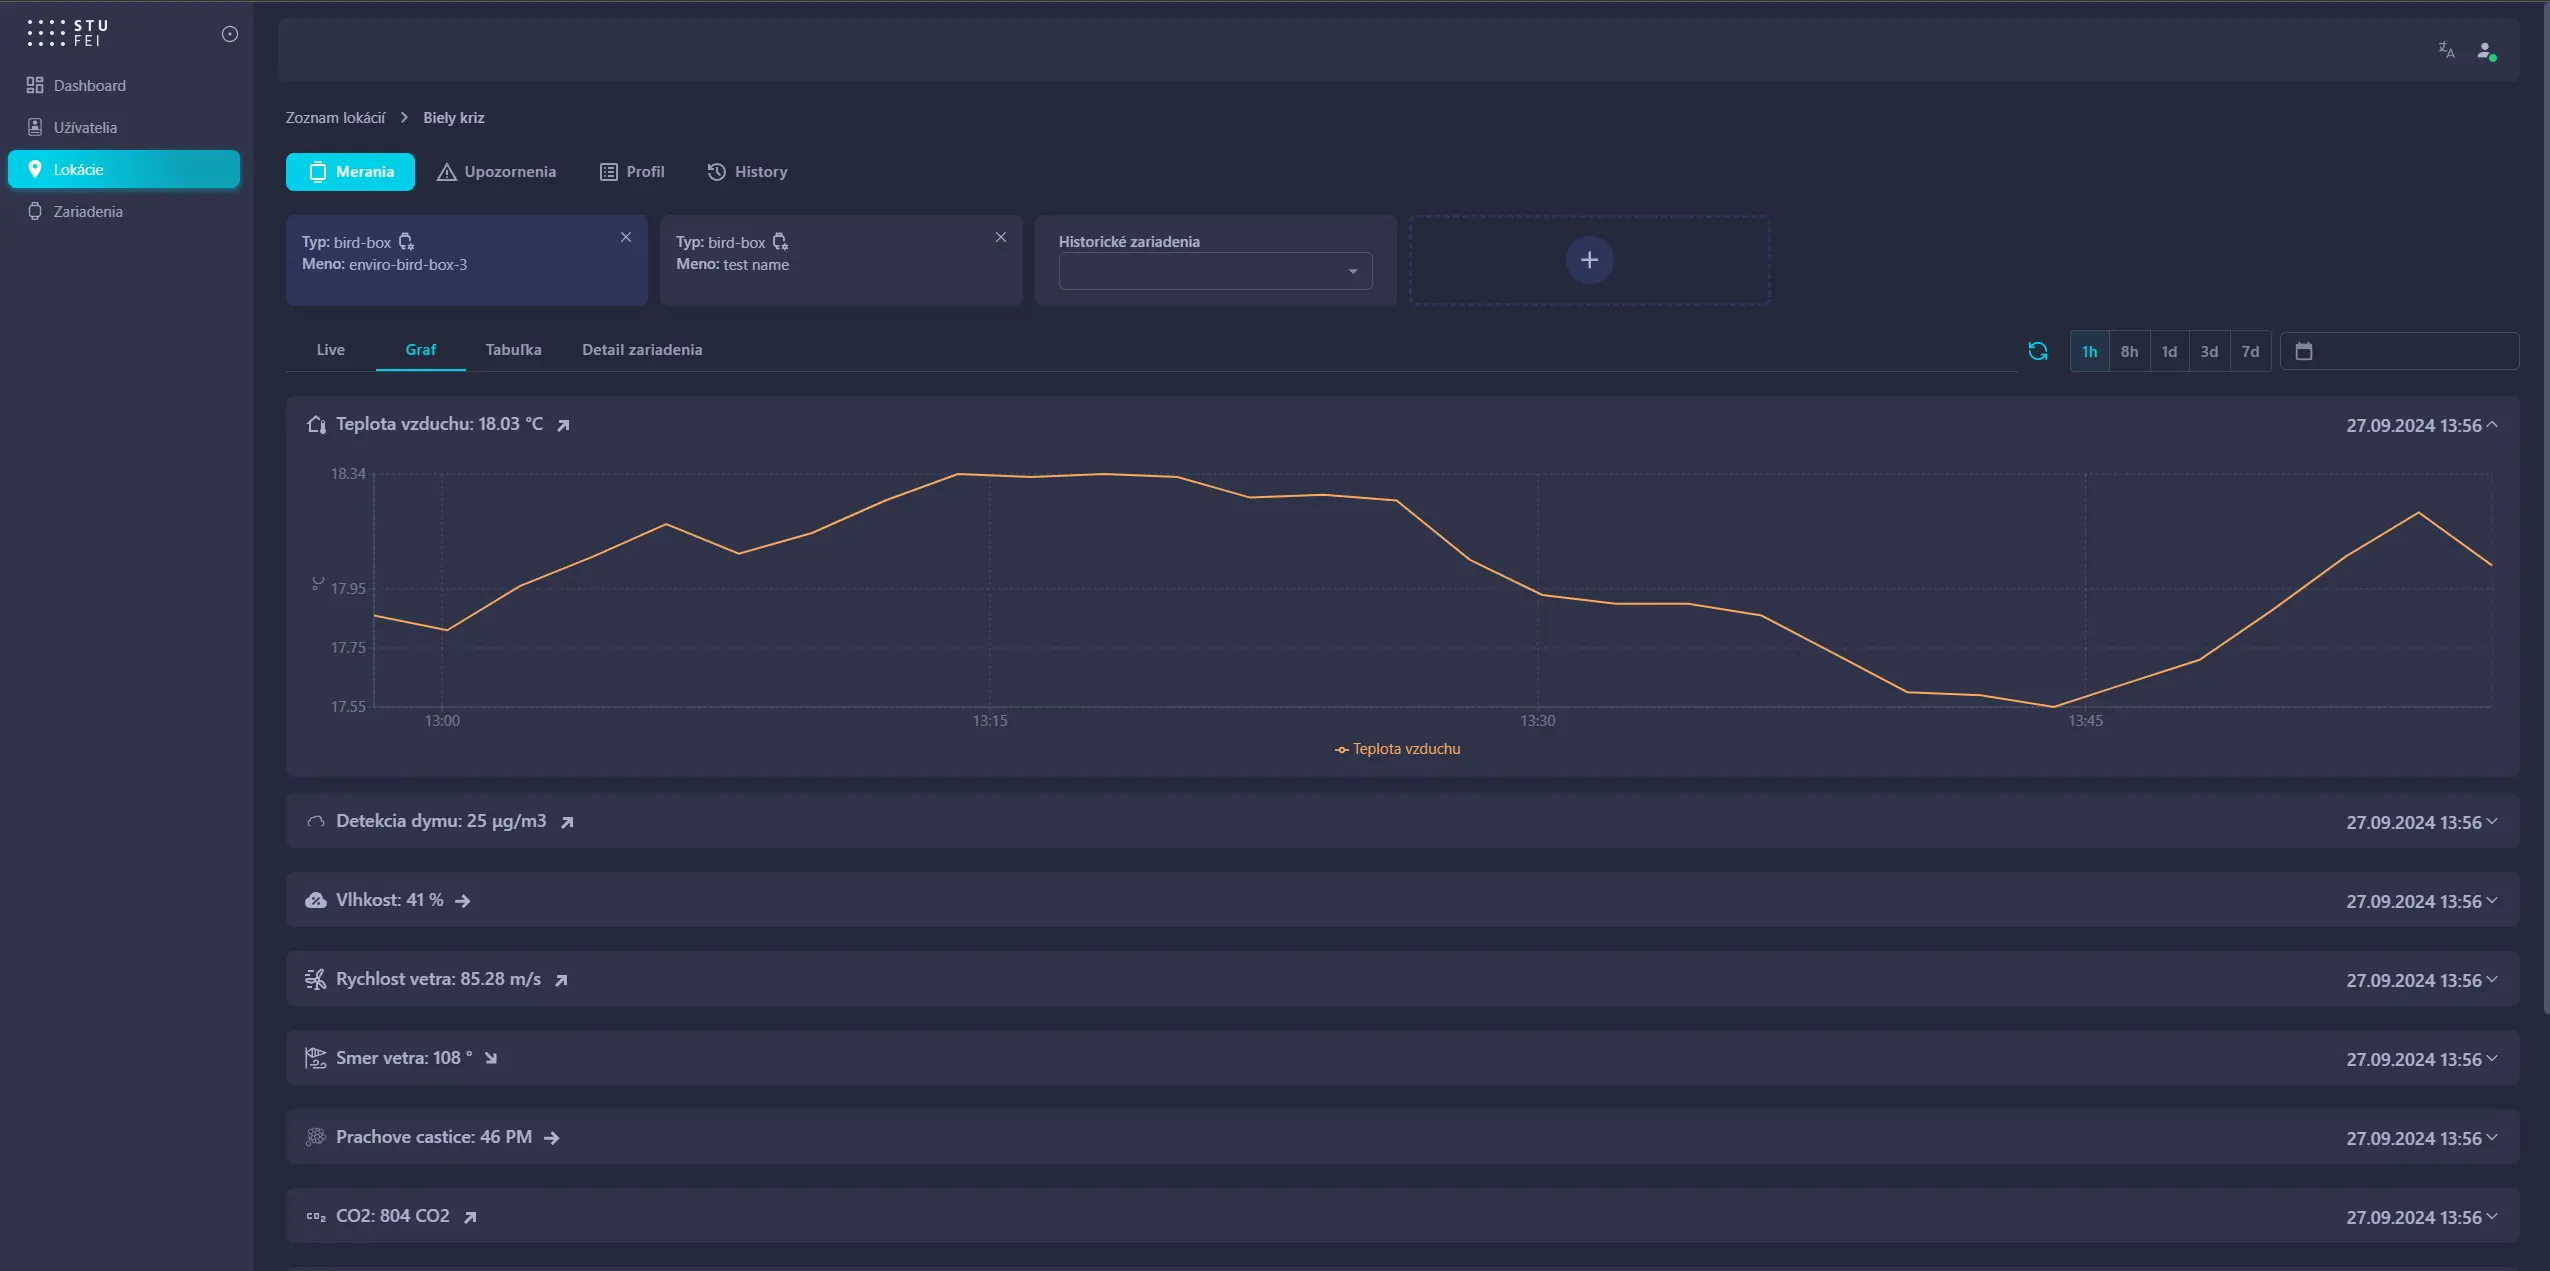 STU
FEI
Dashboard
Užívatelia
Lokácie
Zariadenia
Zoznam lokácií > Biely kriz
Merania Upozornenia Profil History
Typ: bird-box
Meno: enviro-bird-box-3
Typ: bird-box
Meno: test name
Historické zariadenia
Live Graf Tabuľka Detail zariadenia
1h 8h 1d 3d 7d
Teplota vzduchu: 18.03 °C 27.09.2024 13:56
18.34
17.95
17.75
17.55
°C
13:00 13:15 13:30 13:45
Teplota vzduchu
Detekcia dymu: 25 µg/m3 27.09.2024 13:56
Vlhkost: 41 % 27.09.2024 13:56
Rychlost vetra: 85.28 m/s 27.09.2024 13:56
Smer vetra: 108 ° 27.09.2024 13:56
Prachove castice: 46 PM 27.09.2024 13:56
CO2 CO2: 804 CO2 27.09.2024 13:56